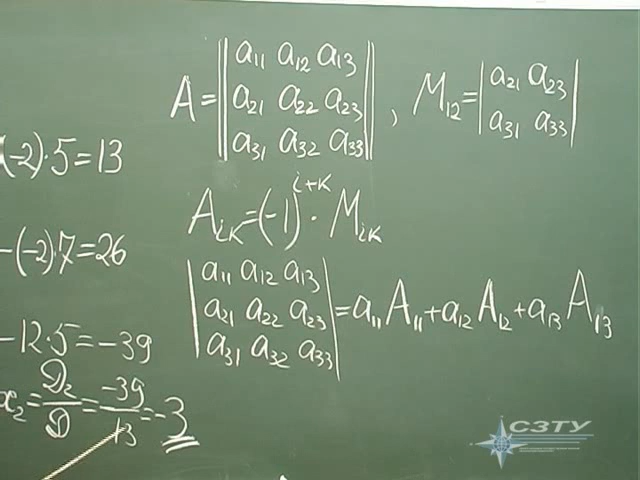 (-2)·5=13
-(-2)·7=26
-12·5=-39
x₂=D₂/D=-39/13=-3
A=‖a₁₁ a₁₂ a₁₃‖, M₁₂=|a₂₁ a₂₃|
‖a₂₁ a₂₂ a₂₃‖ |a₃₁ a₃₃|
‖a₃₁ a₃₂ a₃₃‖
Aᵢₖ=(-1)ⁱ⁺ᵏ·Mᵢₖ
|a₁₁ a₁₂ a₁₃|
|a₂₁ a₂₂ a₂₃|=a₁₁A₁₁+a₁₂A₁₂+a₁₃A₁₃
|a₃₁ a₃₂ a₃₃|
СЗТУ